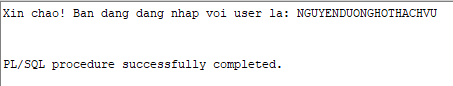 Xin chao! Ban dang dang nhap voi user la: NGUYENDUONGHOTHACHVU
PL/SQL procedure successfully completed.